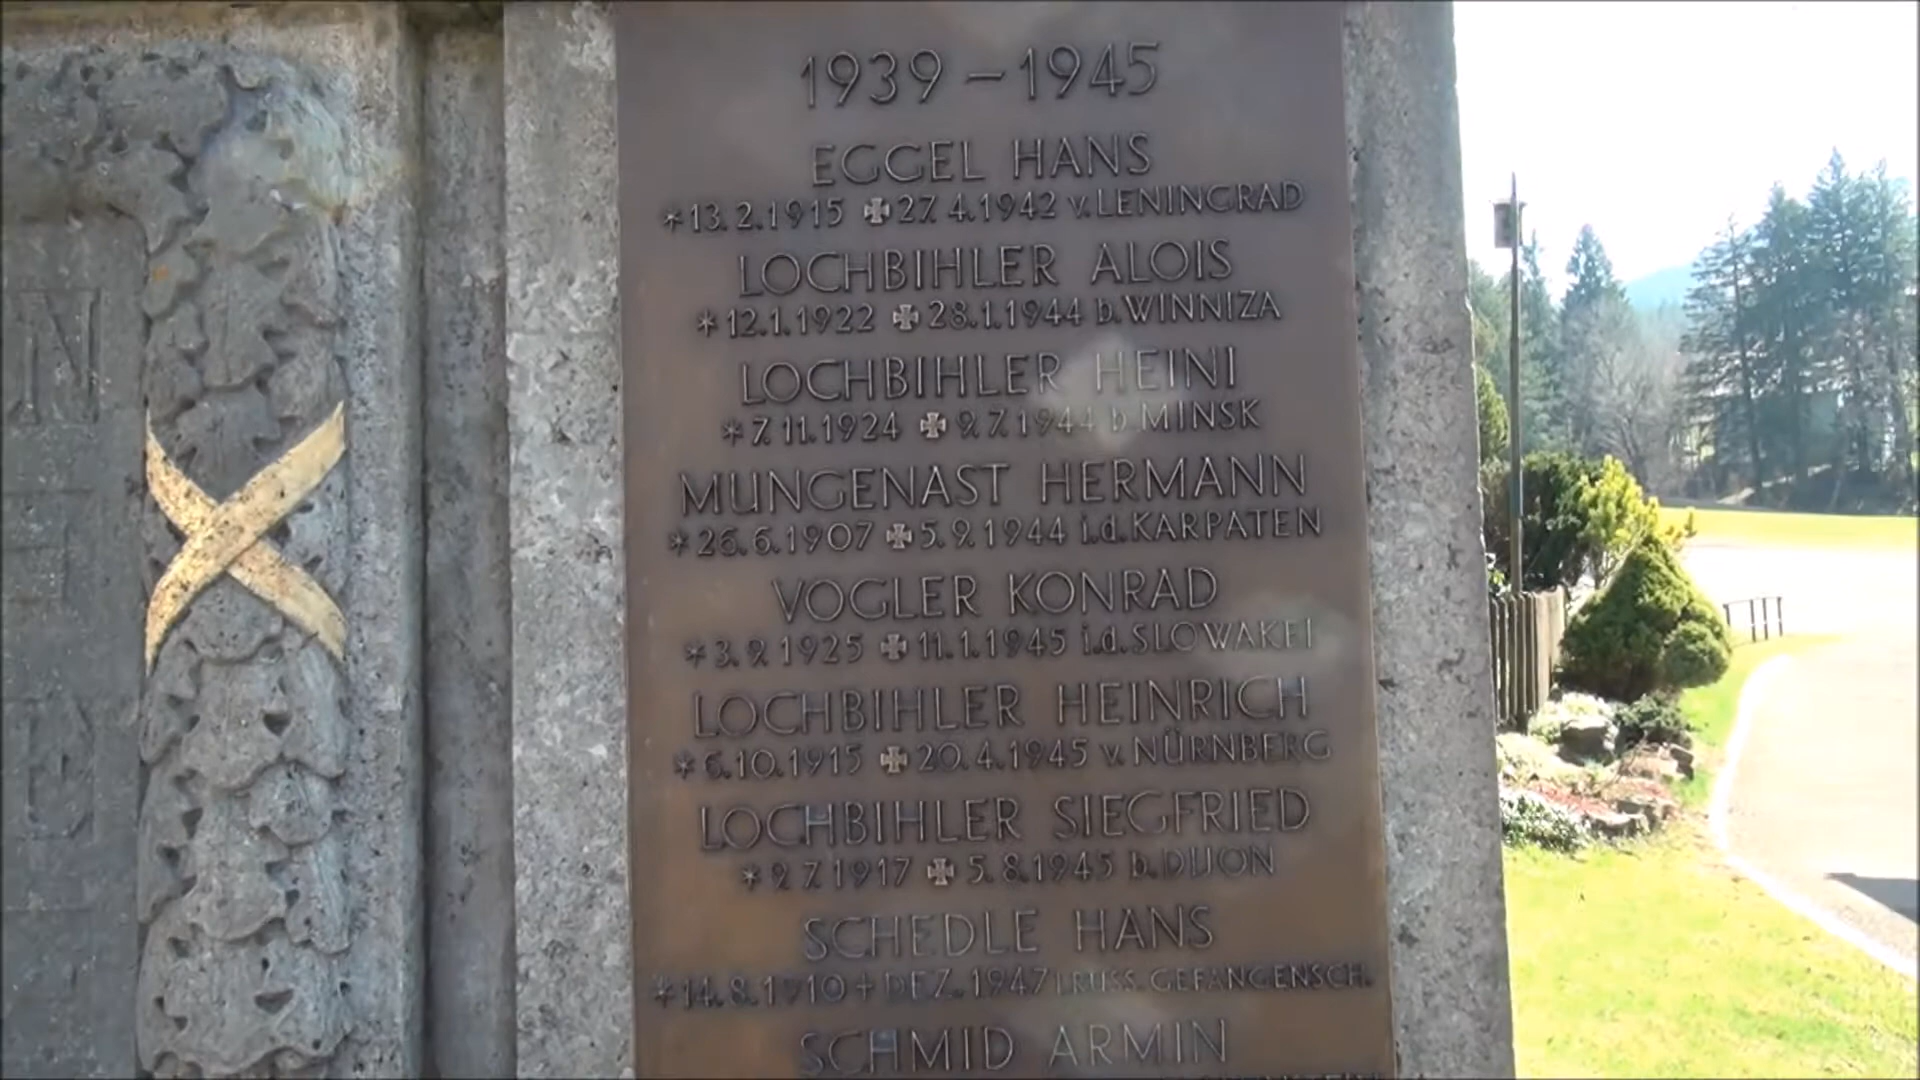 1939 – 1945
EGGEL HANS
*13.2.1915 ✠ 27.4.1942 v. LENINGRAD
LOCHBIHLER ALOIS
*12.1.1922 ✠ 28.1.1944 b. WINNIZA
LOCHBIHLER HEINI
*7.11.1924 ✠ 9.7.1944 b. MINSK
MUNGENAST HERMANN
*26.6.1907 ✠ 5.9.1944 i.d. KARPATEN
VOGLER KONRAD
*3.9.1925 ✠ 11.1.1945 i.d. SLOWAKEI
LOCHBIHLER HEINRICH
*6.10.1915 ✠ 20.4.1945 v. NÜRNBERG
LOCHBIHLER SIEGFRIED
*9.7.1917 ✠ 5.8.1945 b. DIJON
SCHEDLE HANS
*14.8.1910 + DEZ. 1947 i. RUSS. GEFANGENSCH.
SCHMID ARMIN